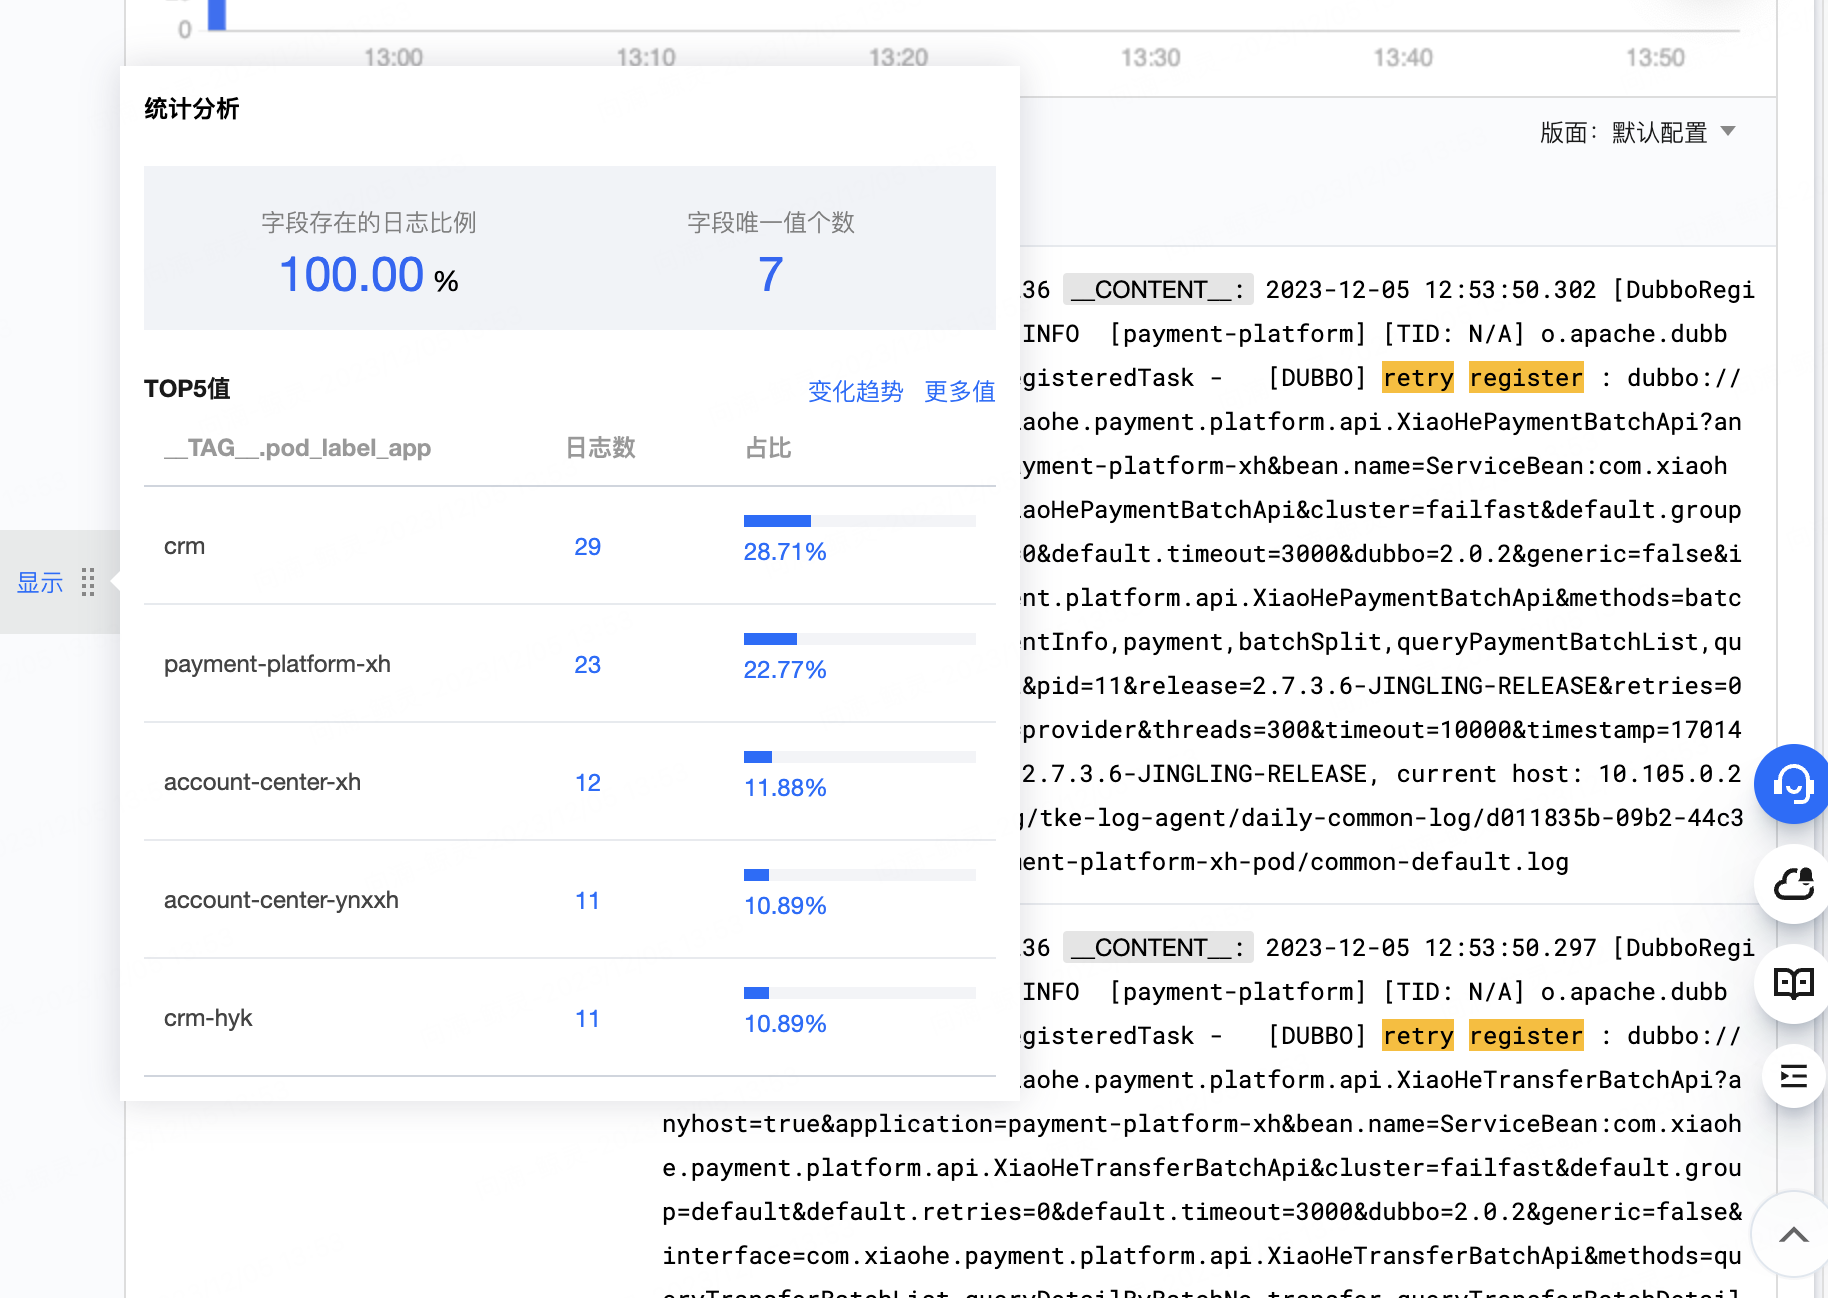 0
13:00 13:10 13:20 13:30 13:40 13:50
统计分析
版面：默认配置
字段存在的日志比例 字段唯一值个数
100.00 % 7
TOP5值 变化趋势 更多值
__TAG__.pod_label_app 日志数 占比
crm 29 28.71%
显示
payment-platform-xh 23 22.77%
account-center-xh 12 11.88%
account-center-ynxxh 11 10.89%
crm-hyk 11 10.89%
36 __CONTENT__: 2023-12-05 12:53:50.302 [DubboRegi
INFO [payment-platform] [TID: N/A] o.apache.dubb
gisteredTask - [DUBBO] retry register : dubbo://
aohe.payment.platform.api.XiaoHePaymentBatchApi?an
yment-platform-xh&bean.name=ServiceBean:com.xiaoh
aoHePaymentBatchApi&cluster=failfast&default.group
0&default.timeout=3000&dubbo=2.0.2&generic=false&i
nt.platform.api.XiaoHePaymentBatchApi&methods=batc
entInfo,payment,batchSplit,queryPaymentBatchList,qu
&pid=11&release=2.7.3.6-JINGLING-RELEASE&retries=0
provider&threads=300&timeout=10000&timestamp=17014
2.7.3.6-JINGLING-RELEASE, current host: 10.105.0.2
g/tke-log-agent/daily-common-log/d011835b-09b2-44c3
ment-platform-xh-pod/common-default.log
36 __CONTENT__: 2023-12-05 12:53:50.297 [DubboRegi
INFO [payment-platform] [TID: N/A] o.apache.dubb
gisteredTask - [DUBBO] retry register : dubbo://
aohe.payment.platform.api.XiaoHeTransferBatchApi?a
nyhost=true&application=payment-platform-xh&bean.name=ServiceBean:com.xiaoh
e.payment.platform.api.XiaoHeTransferBatchApi&cluster=failfast&default.grou
p=default&default.retries=0&default.timeout=3000&dubbo=2.0.2&generic=false&
interface=com.xiaohe.payment.platform.api.XiaoHeTransferBatchApi&methods=qu
eryTransferBatchList,queryDetailByBatchNo,transfer,queryTransferBatchDetail